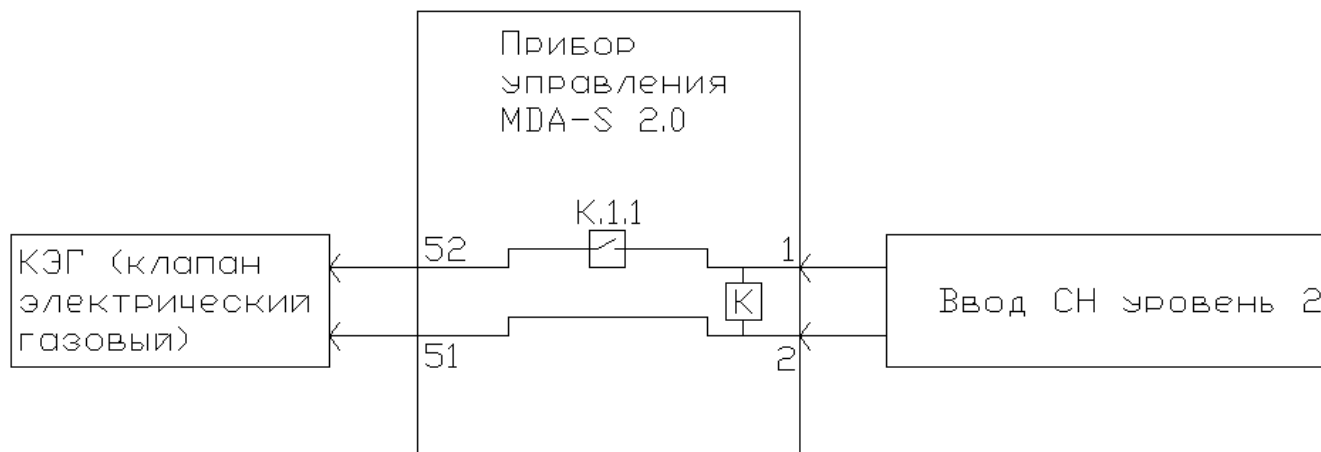 Прибор
управления
MDA-S 2.0
К.1.1
52
1
КЭГ (клапан
электрический
газовый)
К
Ввод СН уровень 2
51
2